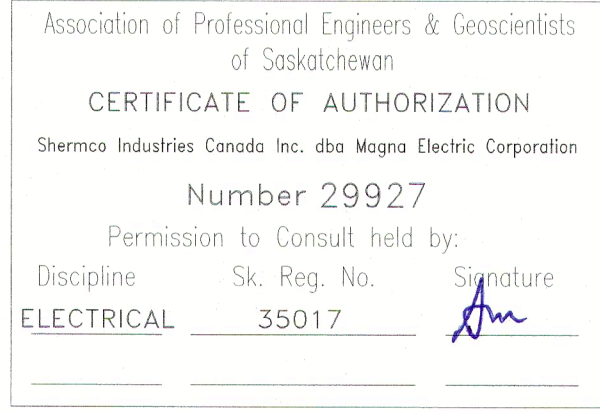 Association of Professional Engineers & Geoscientists
of Saskatchewan
CERTIFICATE OF AUTHORIZATION
Shermco Industries Canada Inc. dba Magna Electric Corporation
Number 29927
Permission to Consult held by:
Discipline Sk. Reg. No. Signature
ELECTRICAL 35017